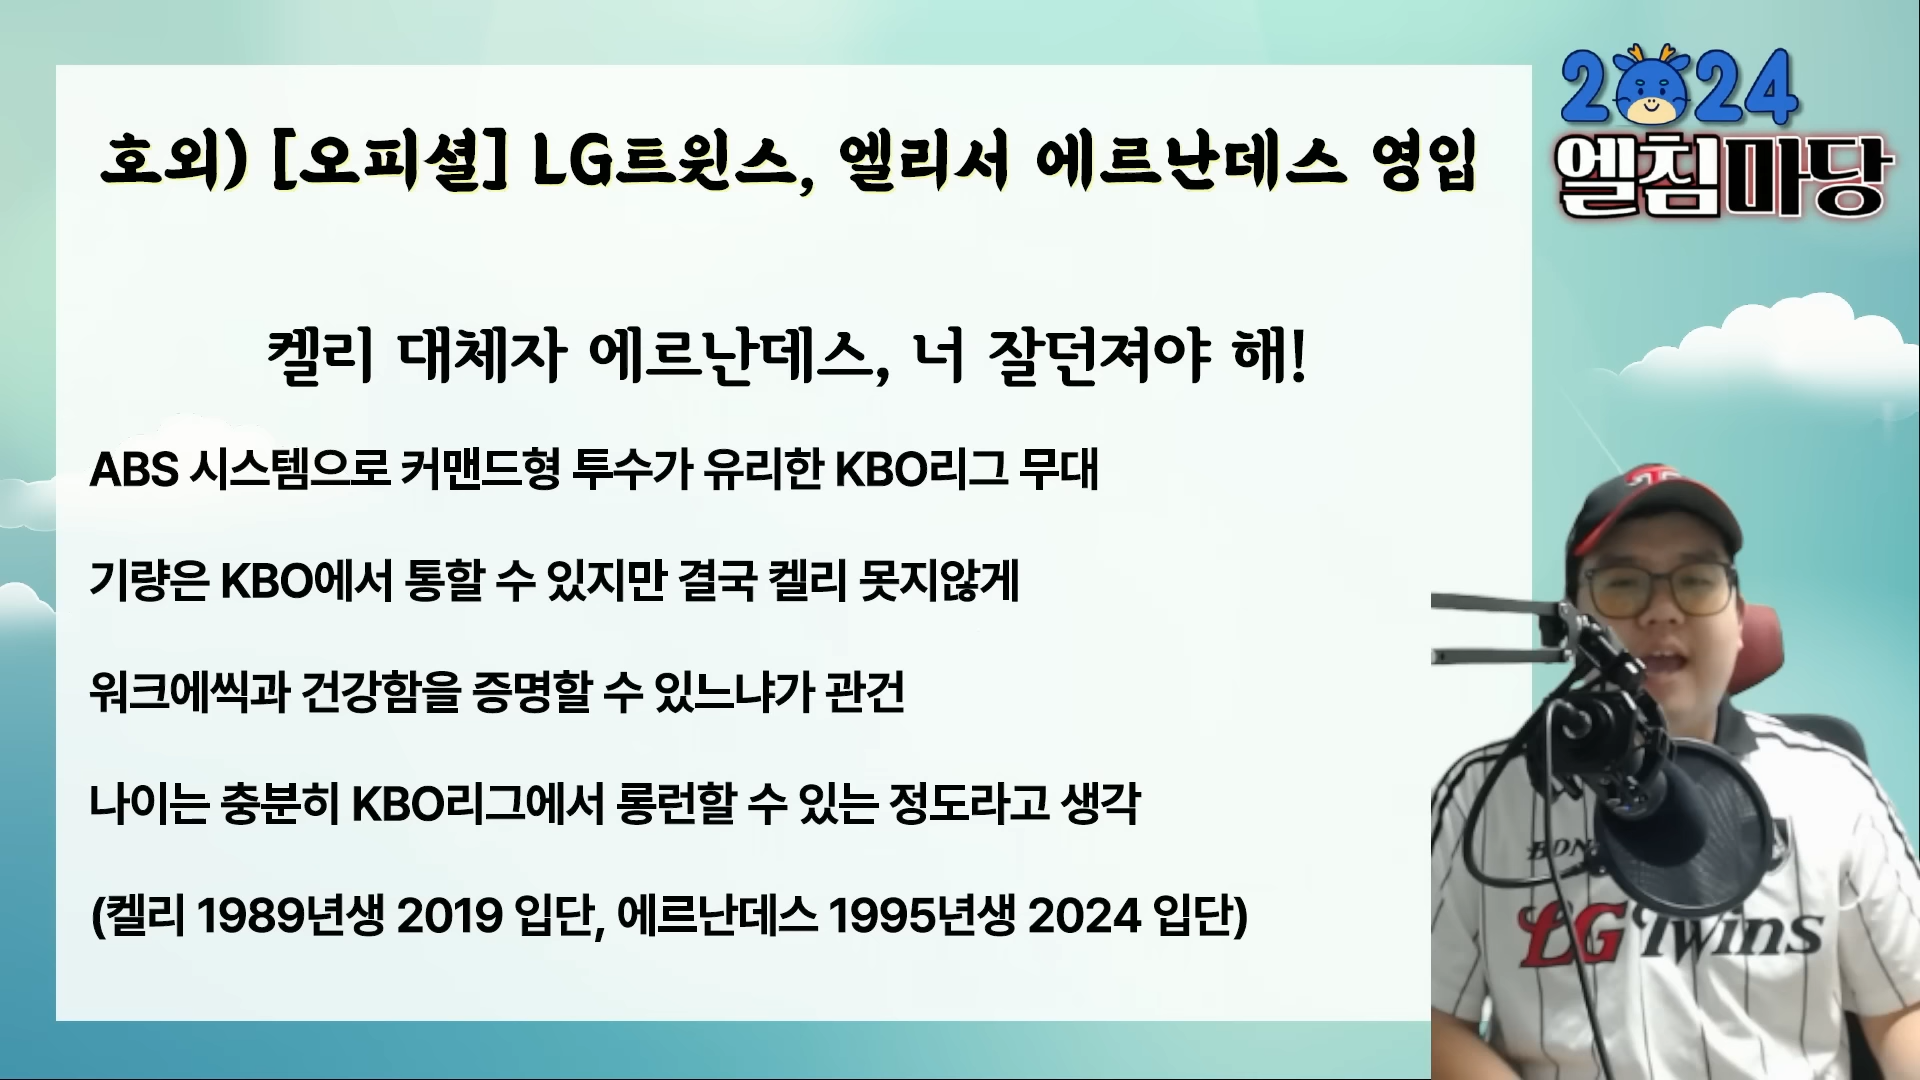 호외) [오피셜] LG트윗스, 엘리서 에르난데스 영입
2024
엘침마당
켈리 대체자 에르난데스, 너 잘던져야 해!
ABS 시스템으로 커맨드형 투수가 유리한 KBO리그 무대
기량은 KBO에서 통할 수 있지만 결국 켈리 못지않게
워크에씩과 건강함을 증명할 수 있느냐가 관건
나이는 충분히 KBO리그에서 롱런할 수 있는 정도라고 생각
(켈리 1989년생 2019 입단, 에르난데스 1995년생 2024 입단)
LG Twins